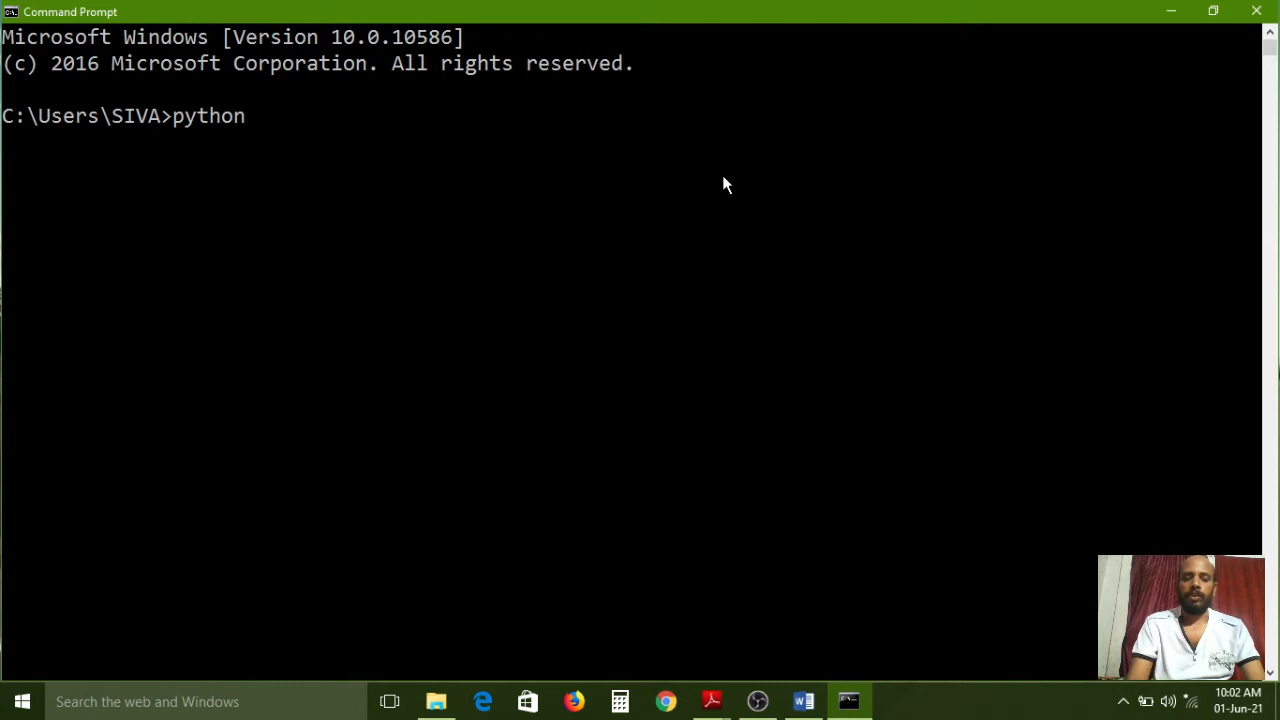 Command Prompt
Microsoft Windows [Version 10.0.10586]
(c) 2016 Microsoft Corporation. All rights reserved.
C:\Users\SIVA>python
Search the web and Windows
10:02 AM
01-Jun-21